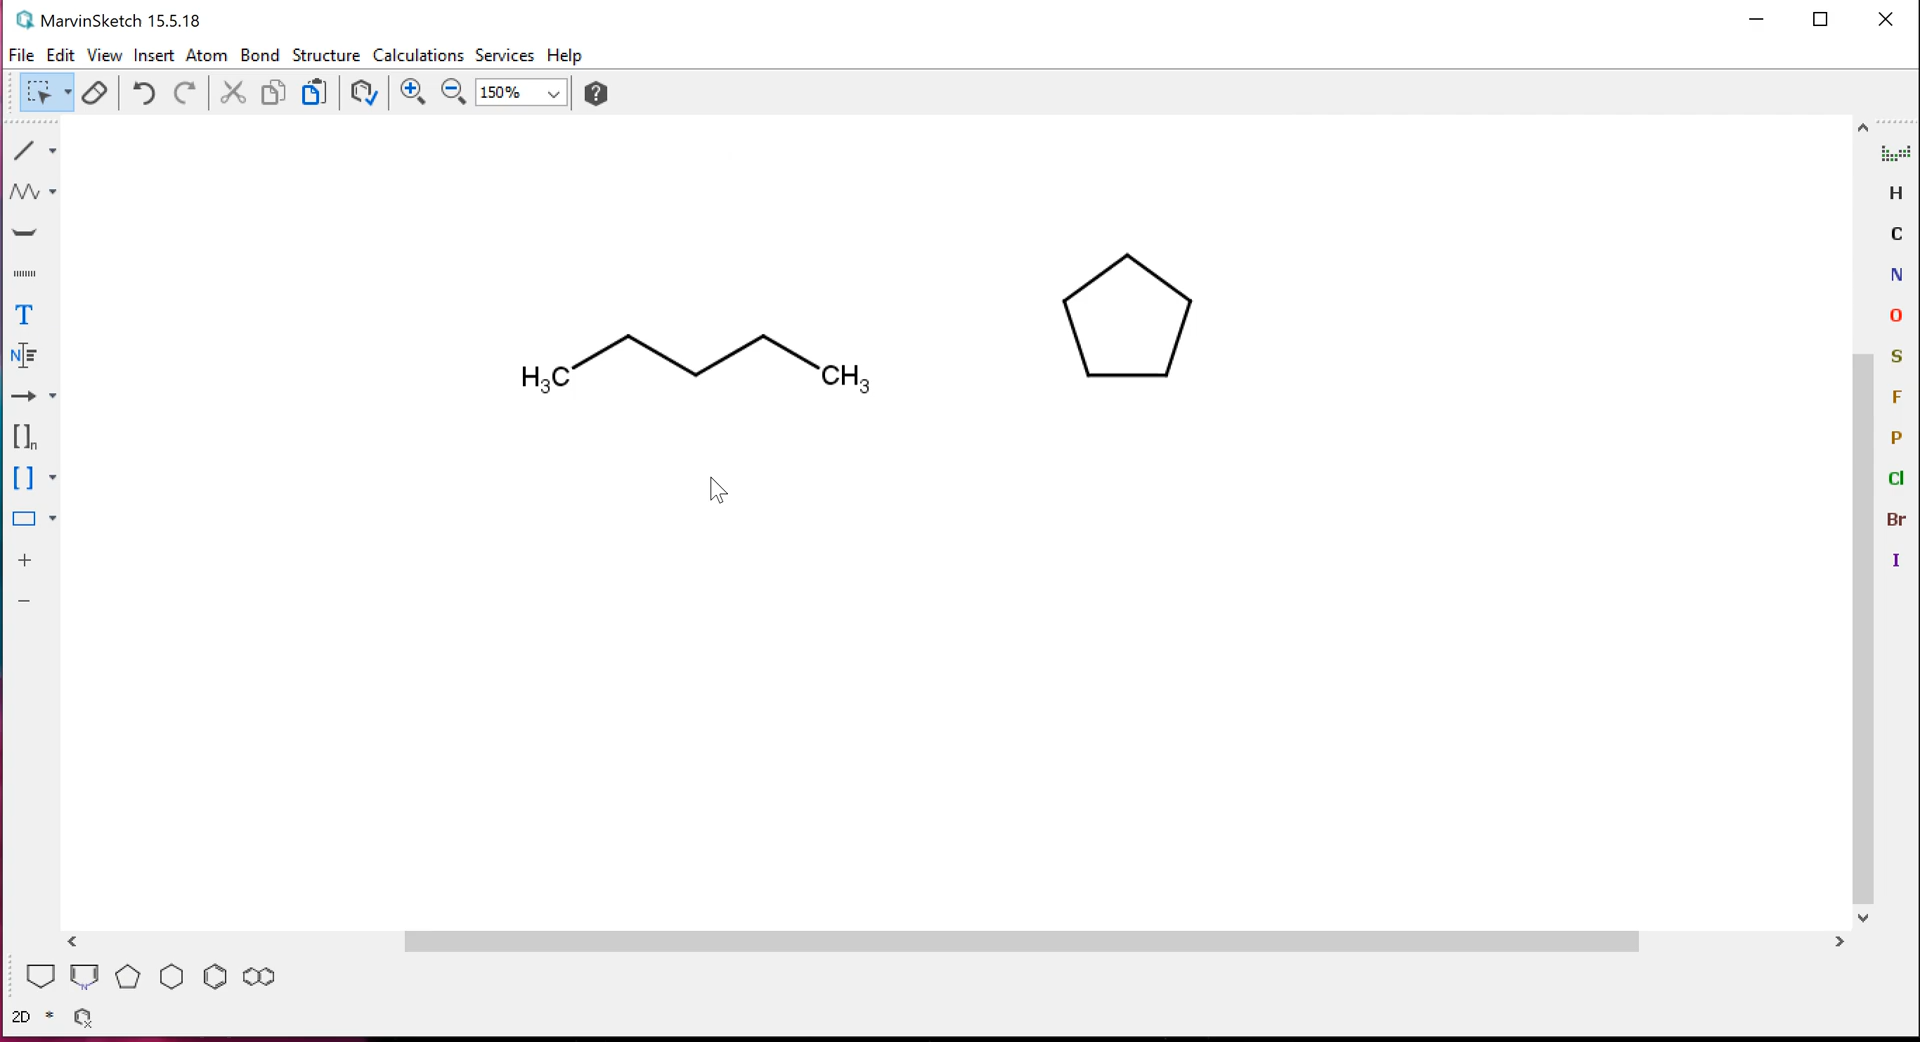 MarvinSketch 15.5.18
File Edit View Insert Atom Bond Structure Calculations Services Help
150%
H
C
N
O
S
F
P
Cl
Br
I
T
N
[]n
[ ]
H3C
CH3
N
2D *